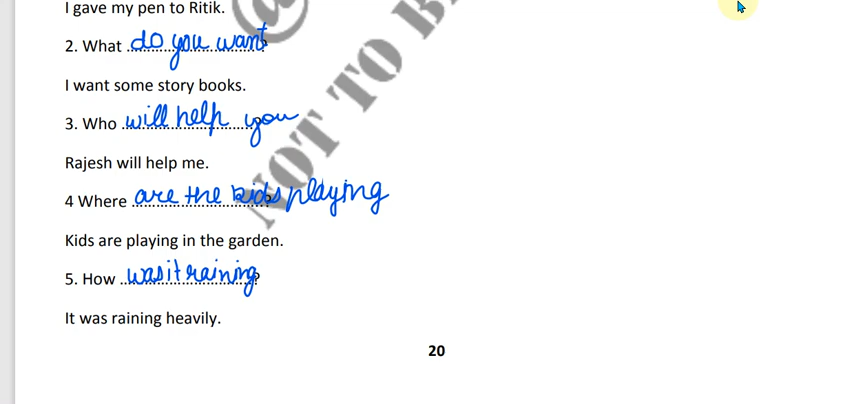 I gave my pen to Ritik.
2. What do you want?
I want some story books.
3. Who will help you
Rajesh will help me.
4 Where are the kids playing
Kids are playing in the garden.
5. How was it raining?
It was raining heavily.
20
NOT TO B